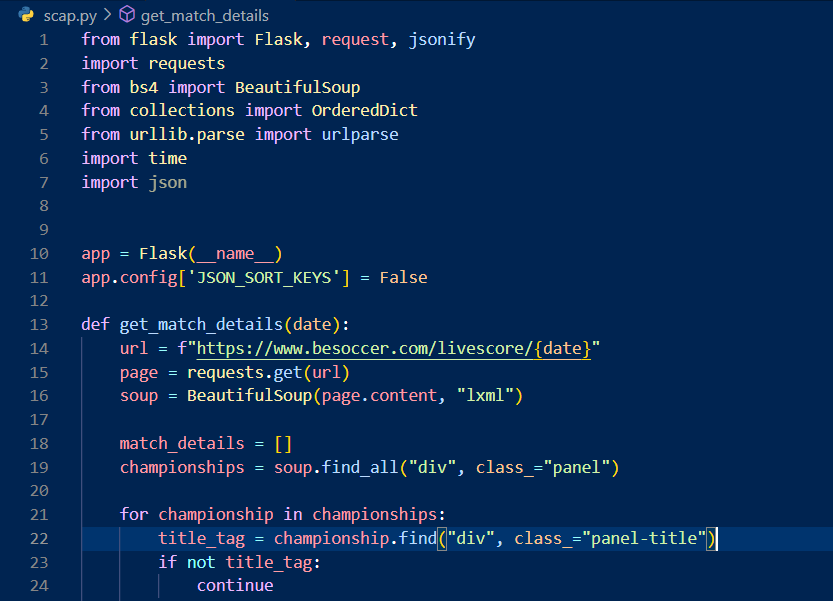 scap.py > get_match_details
1 from flask import Flask, request, jsonify
2 import requests
3 from bs4 import BeautifulSoup
4 from collections import OrderedDict
5 from urllib.parse import urlparse
6 import time
7 import json
8
9
10 app = Flask(__name__)
11 app.config['JSON_SORT_KEYS'] = False
12
13 def get_match_details(date):
14     url = f"https://www.besoccer.com/livescore/{date}"
15     page = requests.get(url)
16     soup = BeautifulSoup(page.content, "lxml")
17
18     match_details = []
19     championships = soup.find_all("div", class_="panel")
20
21     for championship in championships:
22         title_tag = championship.find("div", class_="panel-title")
23         if not title_tag:
24             continue